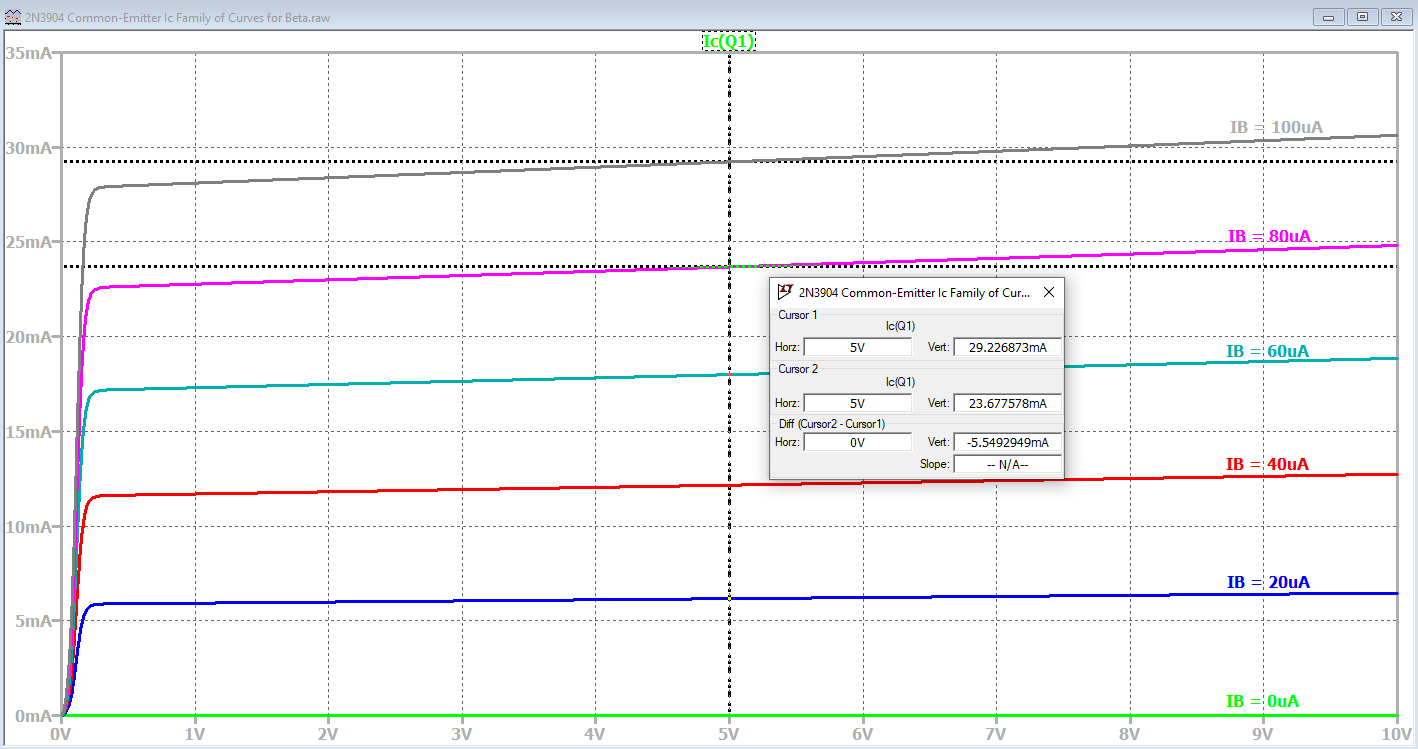 2N3904 Common-Emitter Ic Family of Curves for Beta.raw
Ic(Q1)
35mA
30mA
25mA
20mA
15mA
10mA
5mA
0mA
IB = 100uA
IB = 80uA
IB = 60uA
IB = 40uA
IB = 20uA
IB = 0uA
2N3904 Common-Emitter Ic Family of Cur...
Cursor 1
Ic(Q1)
Horz: 5V Vert: 29.226873mA
Cursor 2
Ic(Q1)
Horz: 5V Vert: 23.677578mA
Diff (Cursor2 - Cursor1)
Horz: 0V Vert: -5.5492949mA
Slope: -- N/A--
0V 1V 2V 3V 4V 5V 6V 7V 8V 9V 10V